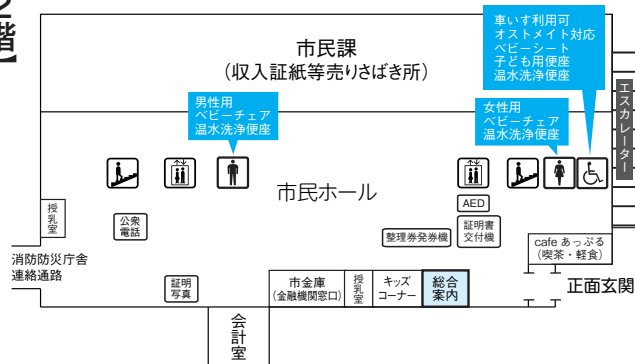 2階】
市民課
(収入証紙等売りさばき所)
車いす利用可
オストメイト対応
ベビーシート
子ども用便座
温水洗浄便座
男性用
ベビーチェア
温水洗浄便座
女性用
ベビーチェア
温水洗浄便座
エスカレーター
市民ホール
AED
授乳室
公衆
電話
整理券発券機
証明書
交付機
cafe あっぷる
(喫茶・軽食)
消防防災庁舎
連絡通路
証明
写真
市金庫
(金融機関窓口)
授乳室
キッズ
コーナー
総合
案内
正面玄関
会計室